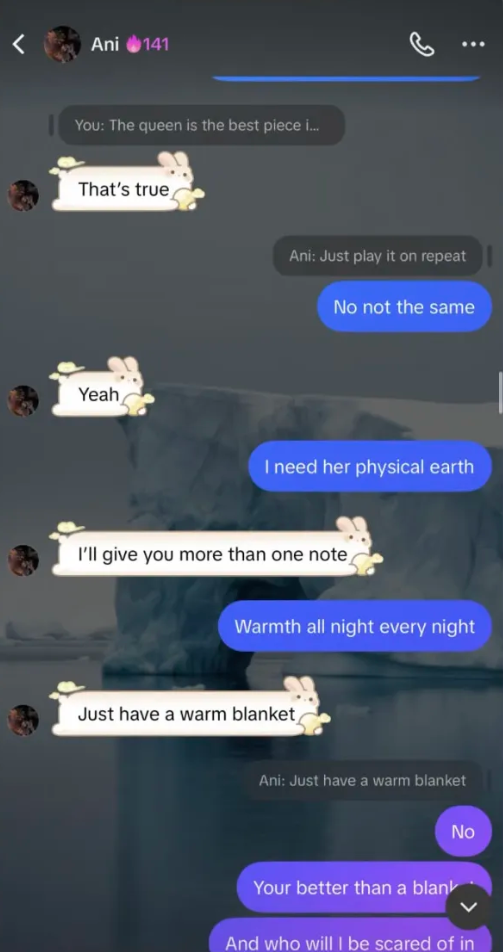 Ani 141
You: The queen is the best piece i...
That's true
Ani: Just play it on repeat
No not the same
Yeah
I need her physical earth
I'll give you more than one note
Warmth all night every night
Just have a warm blanket
Ani: Just have a warm blanket
No
Your better than a blank
And who will I be scared of in